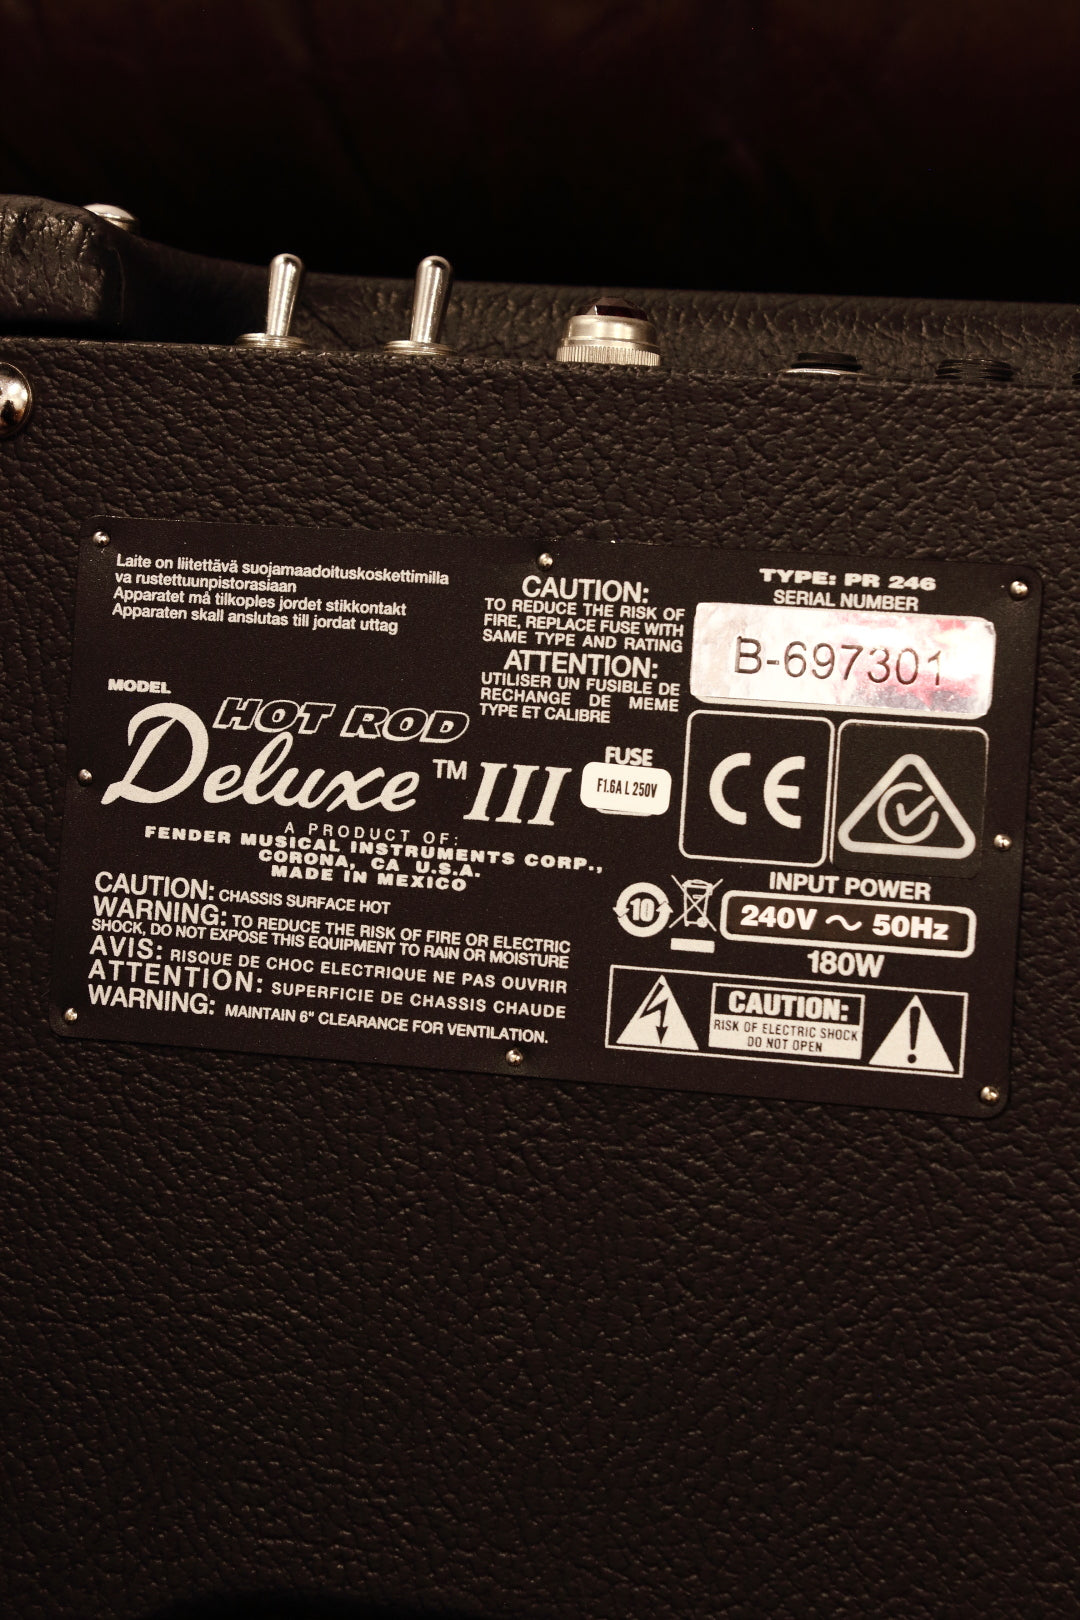 Laite on liitettävä suojamaadoituskoskettimilla
va rustettuunpistorasiaan
Apparatet må tilkoples jordet stikkontakt
Apparaten skall anslutas till jordat uttag
CAUTION:
TO REDUCE THE RISK OF
FIRE, REPLACE FUSE WITH
SAME TYPE AND RATING
ATTENTION:
UTILISER UN FUSIBLE DE
RECHANGE DE MEME
TYPE ET CALIBRE
TYPE: PR 246
SERIAL NUMBER
B-697301
MODEL
HOT ROD
Deluxe™ III
FUSE
F1.6A L 250V
CE
A PRODUCT OF:
FENDER MUSICAL INSTRUMENTS CORP.,
CORONA, CA U.S.A.
MADE IN MEXICO
CAUTION: CHASSIS SURFACE HOT
WARNING: TO REDUCE THE RISK OF FIRE OR ELECTRIC
SHOCK, DO NOT EXPOSE THIS EQUIPMENT TO RAIN OR MOISTURE
AVIS: RISQUE DE CHOC ELECTRIQUE NE PAS OUVRIR
ATTENTION: SUPERFICIE DE CHASSIS CHAUDE
WARNING: MAINTAIN 6" CLEARANCE FOR VENTILATION.
10
INPUT POWER
240V ~ 50Hz
180W
CAUTION:
RISK OF ELECTRIC SHOCK
DO NOT OPEN